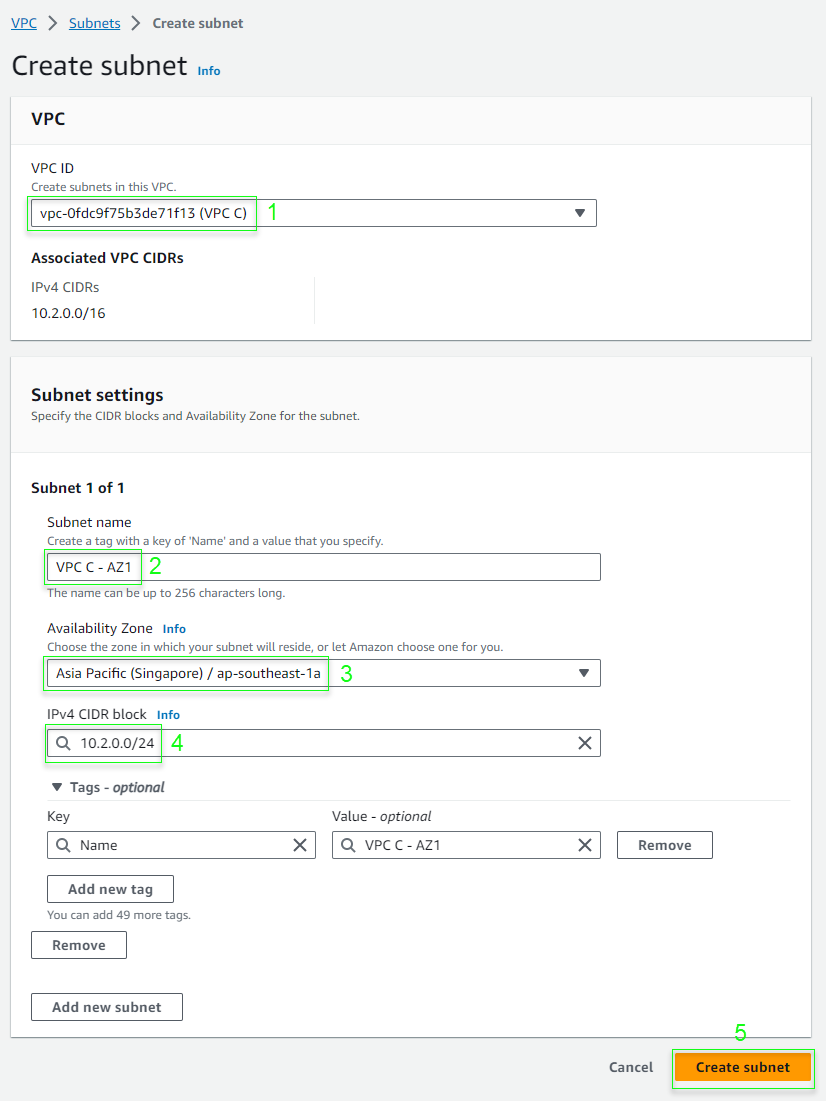 VPC > Subnets > Create subnet
Create subnet Info
VPC
VPC ID
Create subnets in this VPC.
vpc-0fdc9f75b3de71f13 (VPC C) 1
Associated VPC CIDRs
IPv4 CIDRs
10.2.0.0/16
Subnet settings
Specify the CIDR blocks and Availability Zone for the subnet.
Subnet 1 of 1
Subnet name
Create a tag with a key of 'Name' and a value that you specify.
VPC C - AZ1 2
The name can be up to 256 characters long.
Availability Zone Info
Choose the zone in which your subnet will reside, or let Amazon choose one for you.
Asia Pacific (Singapore) / ap-southeast-1a 3
IPv4 CIDR block Info
10.2.0.0/24 4
Tags - optional
Key Value - optional
Name VPC C - AZ1 Remove
Add new tag
You can add 49 more tags.
Remove
Add new subnet
5
Cancel Create subnet